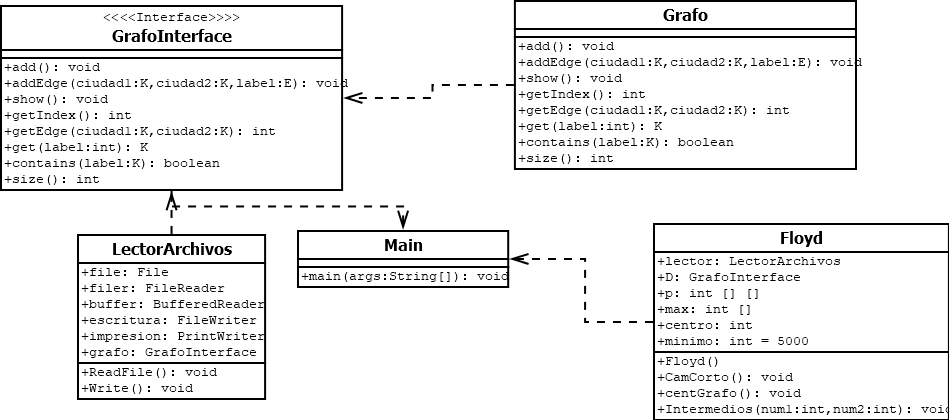 <<<<Interface>>>>
GrafoInterface
+add(): void
+addEdge(ciudad1:K,ciudad2:K,label:E): void
+show(): void
+getIndex(): int
+getEdge(ciudad1:K,ciudad2:K): int
+get(label:int): K
+contains(label:K): boolean
+size(): int
Grafo
+add(): void
+addEdge(ciudad1:K,ciudad2:K,label:E): void
+show(): void
+getIndex(): int
+getEdge(ciudad1:K,ciudad2:K): int
+get(label:int): K
+contains(label:K): boolean
+size(): int
LectorArchivos
+file: File
+filer: FileReader
+buffer: BufferedReader
+escritura: FileWriter
+impresion: PrintWriter
+grafo: GrafoInterface
+ReadFile(): void
+Write(): void
Main
+main(args:String[]): void
Floyd
+lector: LectorArchivos
+D: GrafoInterface
+p: int [] []
+max: int []
+centro: int
+minimo: int = 5000
+Floyd()
+CamCorto(): void
+centGrafo(): void
+Intermedios(num1:int,num2:int): void